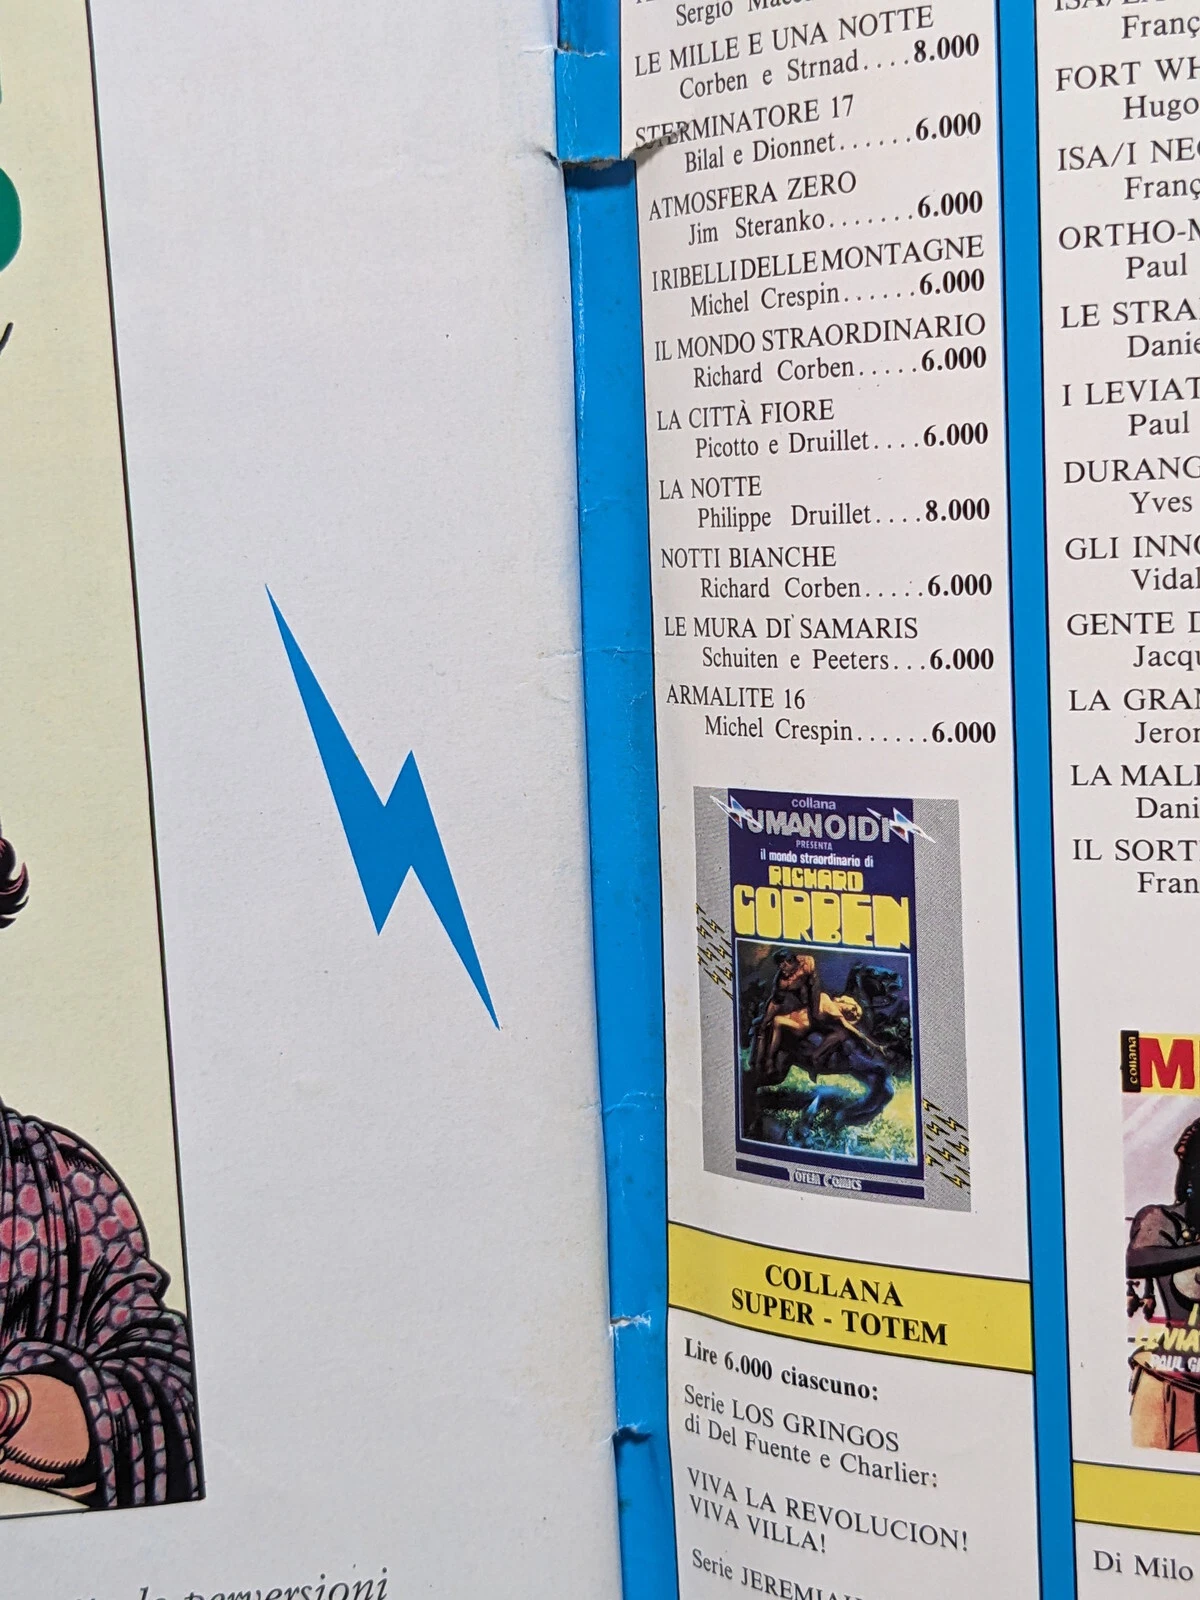 Sergio
LE MILLE E UNA NOTTE
Corben e Strnad....8.000
STERMINATORE 17
Bilal e Dionnet......6.000
ATMOSFERA ZERO
Jim Steranko.......6.000
I RIBELLI DELLE MONTAGNE
Michel Crespin......6.000
IL MONDO STRAORDINARIO
Richard Corben.....6.000
LA CITTÀ FIORE
Picotto e Druillet....6.000
LA NOTTE
Philippe Druillet....8.000
NOTTI BIANCHE
Richard Corben.....6.000
LE MURA DI SAMARIS
Schuiten e Peeters...6.000
ARMALITE 16
Michel Crespin......6.000
collana
UMANOIDI
PRESENTA
il mondo straordinario di
RICHARD
CORBEN
TOTEM COMICS
COLLANA
SUPER - TOTEM
Lire 6.000 ciascuno:
Serie LOS GRINGOS
di Del Fuente e Charlier:
VIVA LA REVOLUCION!
VIVA VILLA!
Serie
FORT
Hugo
ISA/I
Paul
LE
I
Paul
Yves
GLI
GENTE
LA
LA
IL
collana
PAUL
Di Milo
perversioni